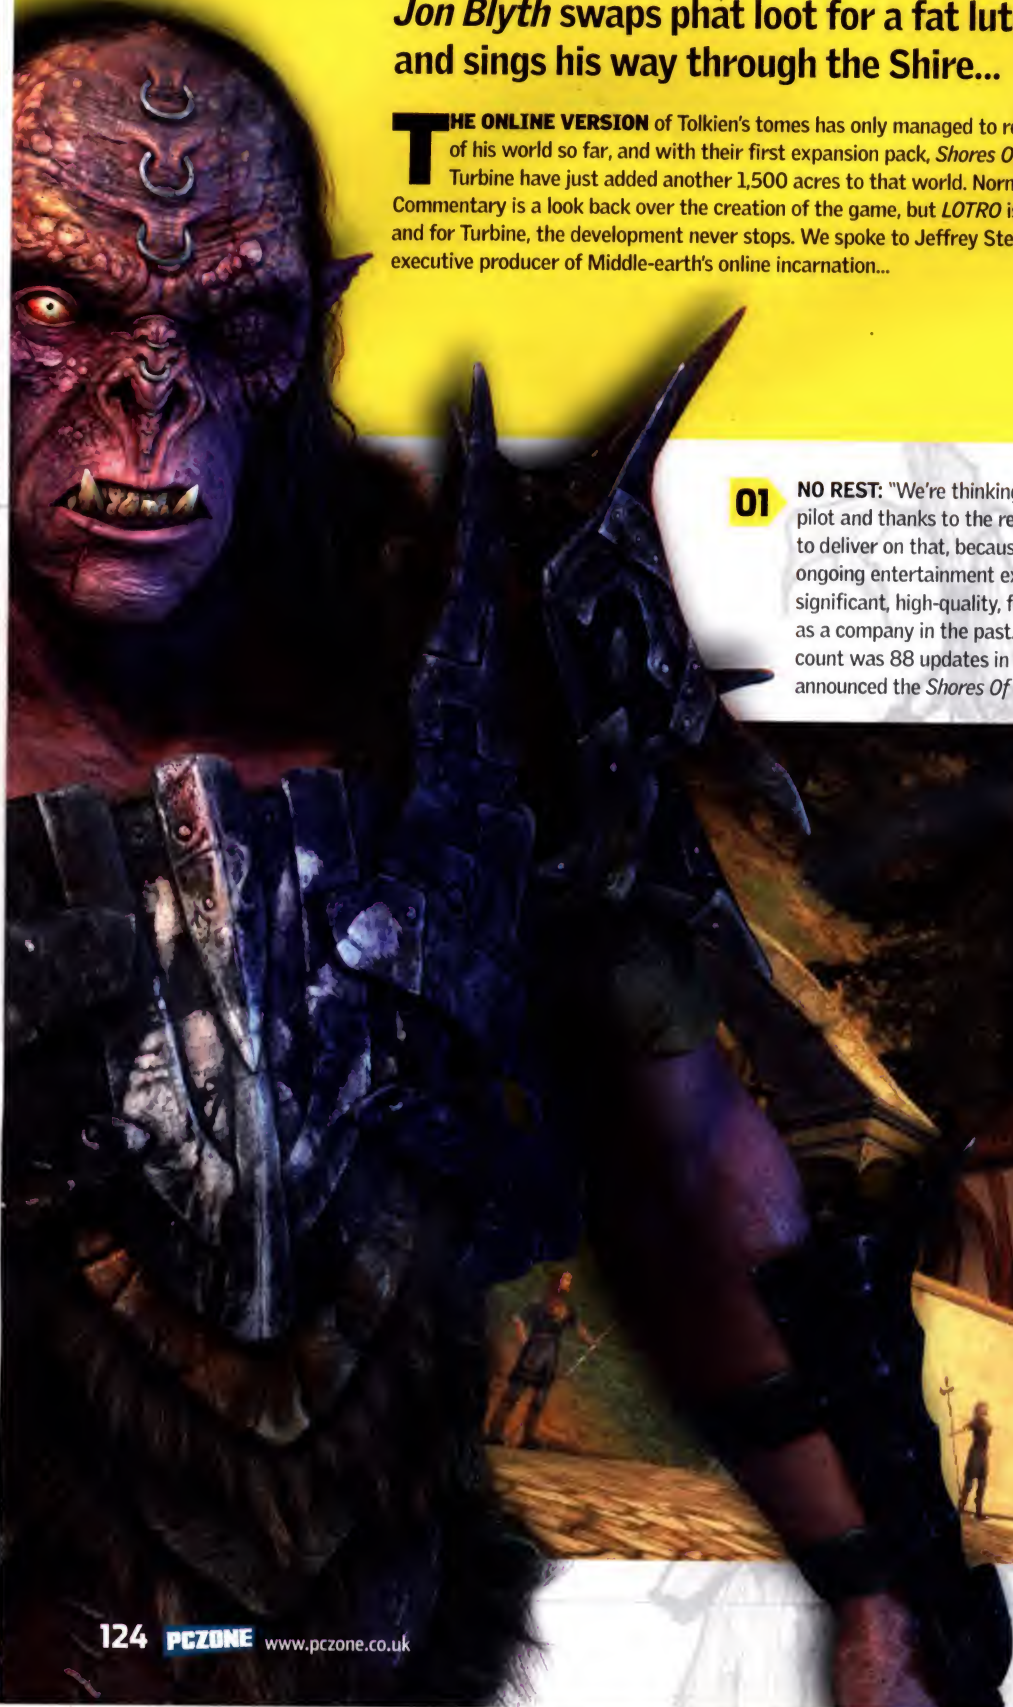 Jon Blyth swaps phat loot for a fat lut
and sings his way through the Shire...
THE ONLINE VERSION of Tolkien's tomes has only managed to re
of his world so far, and with their first expansion pack, Shores O
Turbine have just added another 1,500 acres to that world. Norn
Commentary is a look back over the creation of the game, but LOTRO is
and for Turbine, the development never stops. We spoke to Jeffrey Ste
executive producer of Middle-earth's online incarnation...
01 NO REST: "We're thinking
pilot and thanks to the re
to deliver on that, becaus
ongoing entertainment ex
significant, high-quality, f
as a company in the past.
count was 88 updates in
announced the Shores Of
124 PCZONE www.pczone.co.uk